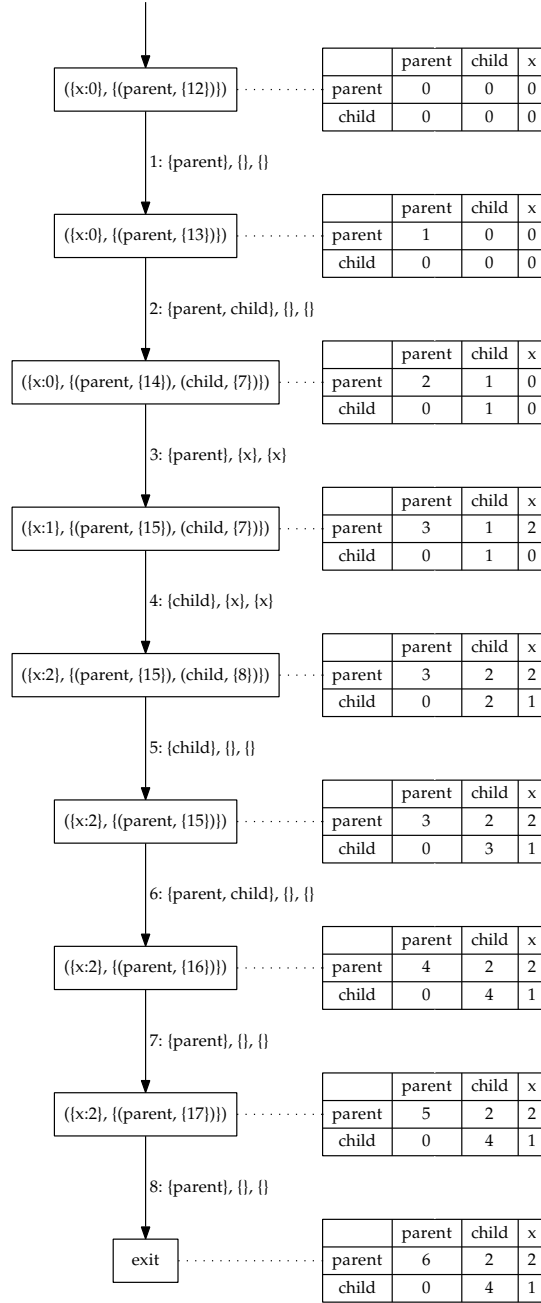 parent child x
({x:0}, {(parent, {12})}) parent 0 0 0
child 0 0 0
1: {parent}, {}, {}
parent child x
({x:0}, {(parent, {13})}) parent 1 0 0
child 0 0 0
2: {parent, child}, {}, {}
parent child x
({x:0}, {(parent, {14}), (child, {7})}) parent 2 1 0
child 0 1 0
3: {parent}, {x}, {x}
parent child x
({x:1}, {(parent, {15}), (child, {7})}) parent 3 1 2
child 0 1 0
4: {child}, {x}, {x}
parent child x
({x:2}, {(parent, {15}), (child, {8})}) parent 3 2 2
child 0 2 1
5: {child}, {}, {}
parent child x
({x:2}, {(parent, {15})}) parent 3 2 2
child 0 3 1
6: {parent, child}, {}, {}
parent child x
({x:2}, {(parent, {16})}) parent 4 2 2
child 0 4 1
7: {parent}, {}, {}
parent child x
({x:2}, {(parent, {17})}) parent 5 2 2
child 0 4 1
8: {parent}, {}, {}
parent child x
exit parent 6 2 2
child 0 4 1